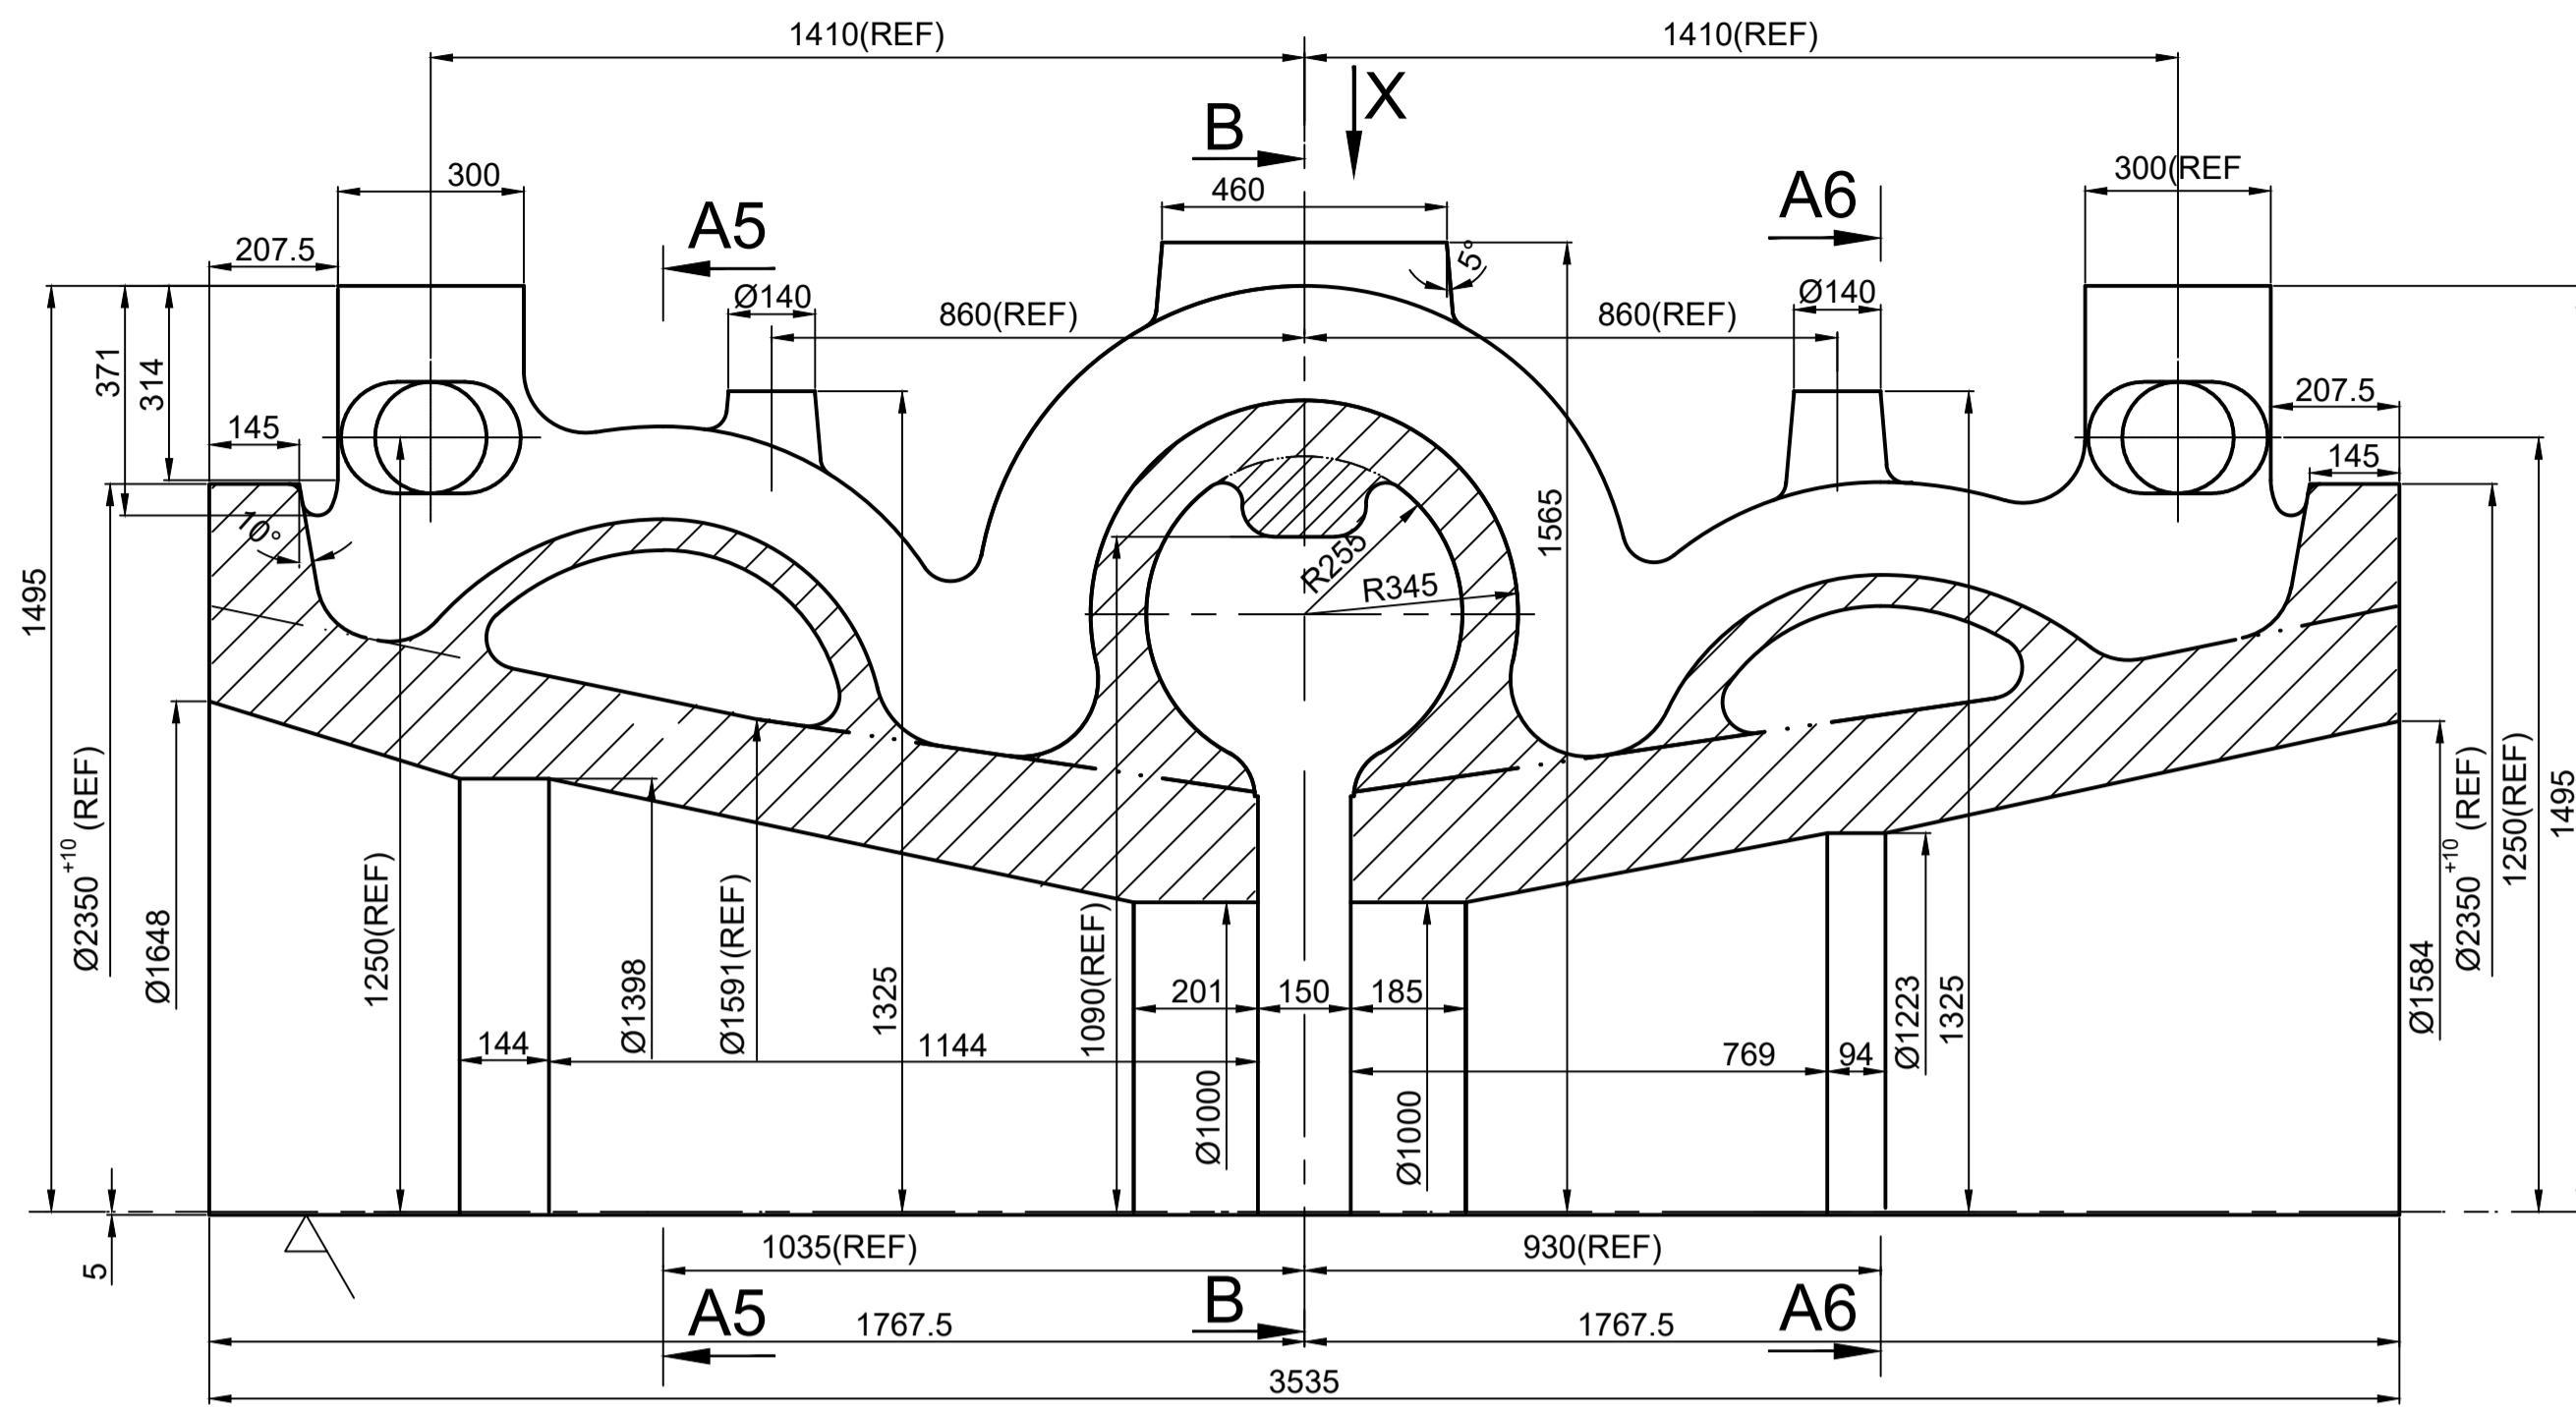 1410(REF)
1410(REF)
X
B
300
460
300(REF
A5
A6
207.5
5°
Ø140
Ø140
860(REF)
860(REF)
371
314
207.5
145
145
10°
1495
1565
R255
R345
Ø2350 +10 (REF)
Ø1648
1250(REF)
Ø1398
Ø1591(REF)
1325
1090(REF)
201
150
185
144
1144
Ø1000
Ø1000
769
94
Ø1223
1325
Ø1584
Ø2350 +10 (REF)
1250(REF)
1495
5
1035(REF)
930(REF)
A5
B
A6
1767.5
1767.5
3535